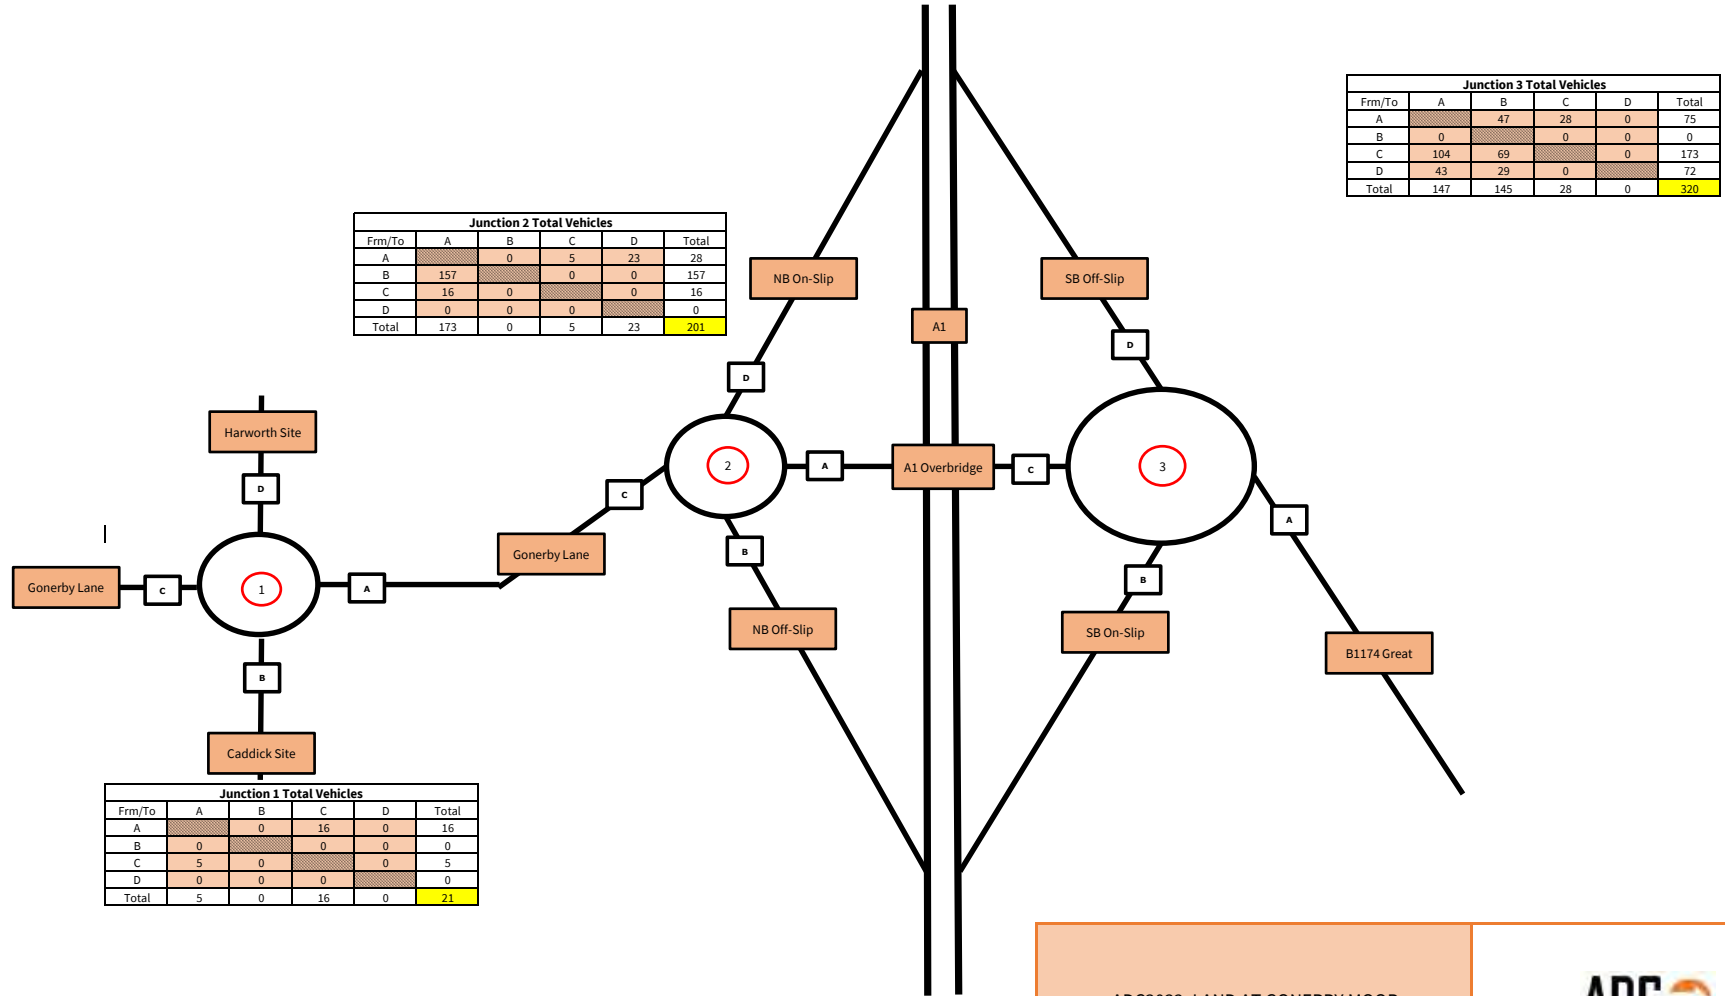 Junction 3 Total Vehicles
Frm/To A B C D Total
A 47 28 0 75
B 0 0 0 0
C 104 69 0 173
D 43 29 0 72
Total 147 145 28 0 320
Junction 2 Total Vehicles
Frm/To A B C D Total
A 0 5 23 28
B 157 0 0 157
C 16 0 0 16
D 0 0 0 0
Total 173 0 5 23 201
NB On-Slip
SB Off-Slip
A1
D
D
Harworth Site
2
A
A1 Overbridge
C
3
D
C
A
Gonerby Lane
B
B
Gonerby Lane
C
1
A
NB Off-Slip
SB On-Slip
B1174 Great
B
Caddick Site
Junction 1 Total Vehicles
Frm/To A B C D Total
A 0 16 0 16
B 0 0 0 0
C 5 0 0 5
D 0 0 0 0
Total 5 0 16 0 21